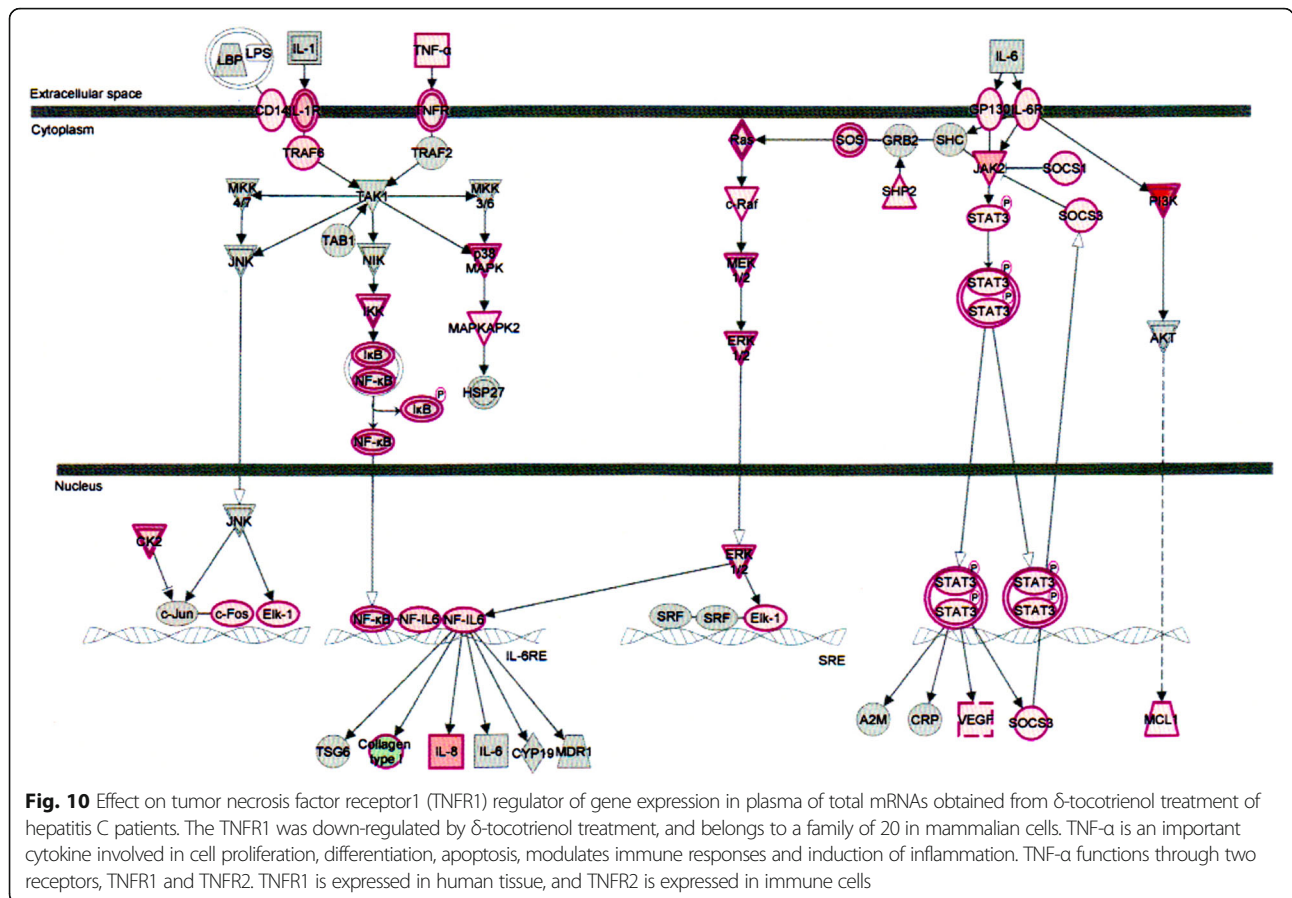 LPS
LBP
IL-1
TNF-α
IL-6
Extracellular space
CD14
IL-1R
TNFR
GP130
IL-6R
Cytoplasm
TRAF6
TRAF2
Ras
SOS
GRB2
SHC
JAK2
SOCS1
MKK
4/7
TAK1
MKK
3/6
c-Raf
SHP2
PI3K
TAB1
STAT3
P
SOCS3
JNK
NIK
p38
MAPK
MEK
1/2
STAT3
P
STAT3
P
IKK
MAPKAPK2
ERK
1/2
AKT
IκB
NF-κB
HSP27
IκB
P
NF-κB
Nucleus
JNK
CK2
ERK
1/2
STAT3
P
STAT3
P
STAT3
P
STAT3
P
c-Jun
c-Fos
Elk-1
NF-κB
NF-IL6
NF-IL6
SRF
SRF
Elk-1
IL-6RE
SRE
A2M
CRP
VEGF
SOCS3
MCL1
TSG6
Collagen
type I
IL-8
IL-6
CYP19
MDR1
Fig. 10 Effect on tumor necrosis factor receptor1 (TNFR1) regulator of gene expression in plasma of total mRNAs obtained from δ-tocotrienol treatment of
hepatitis C patients. The TNFR1 was down-regulated by δ-tocotrienol treatment, and belongs to a family of 20 in mammalian cells. TNF-α is an important
cytokine involved in cell proliferation, differentiation, apoptosis, modulates immune responses and induction of inflammation. TNF-α functions through two
receptors, TNFR1 and TNFR2. TNFR1 is expressed in human tissue, and TNFR2 is expressed in immune cells